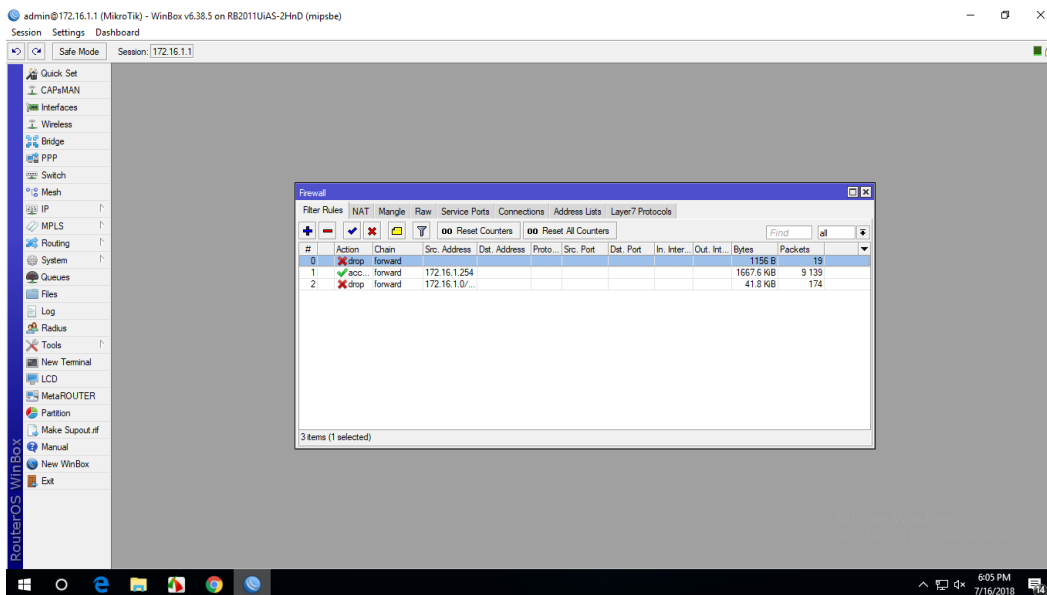 admin@172.16.1.1 (MikroTik) - WinBox v6.38.5 on RB2011UiAS-2HnD (mipsbe)
Session Settings Dashboard
Safe Mode Session: 172.16.1.1
Quick Set
CAPsMAN
Interfaces
Wireless
Bridge
PPP
Switch
Mesh
IP
MPLS
Routing
System
Queues
Files
Log
Radius
Tools
New Terminal
LCD
MetaROUTER
Partition
Make Supout.rif
Manual
New WinBox
Exit
RouterOS WinBox
Firewall
Filter Rules NAT Mangle Raw Service Ports Connections Address Lists Layer7 Protocols
00 Reset Counters 00 Reset All Counters Find all
# Action Chain Src. Address Dst. Address Proto... Src. Port Dst. Port In. Inter... Out. Int... Bytes Packets
0 drop forward 1156 B 19
1 acc... forward 172.16.1.254 1667.6 KiB 9 139
2 drop forward 172.16.1.0/... 41.8 KiB 174
3 items (1 selected)
Activate Windows
6:05 PM
7/16/2018
14